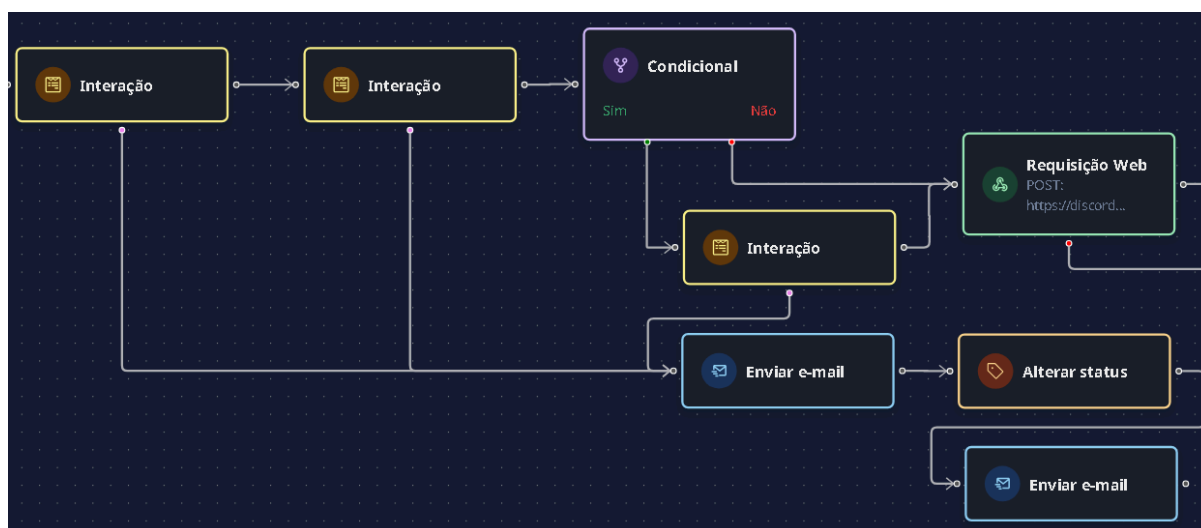 Interação
Interação
Condicional
Sim
Não
Requisição Web
POST:
https://discord...
Interação
Enviar e-mail
Alterar status
Enviar e-mail